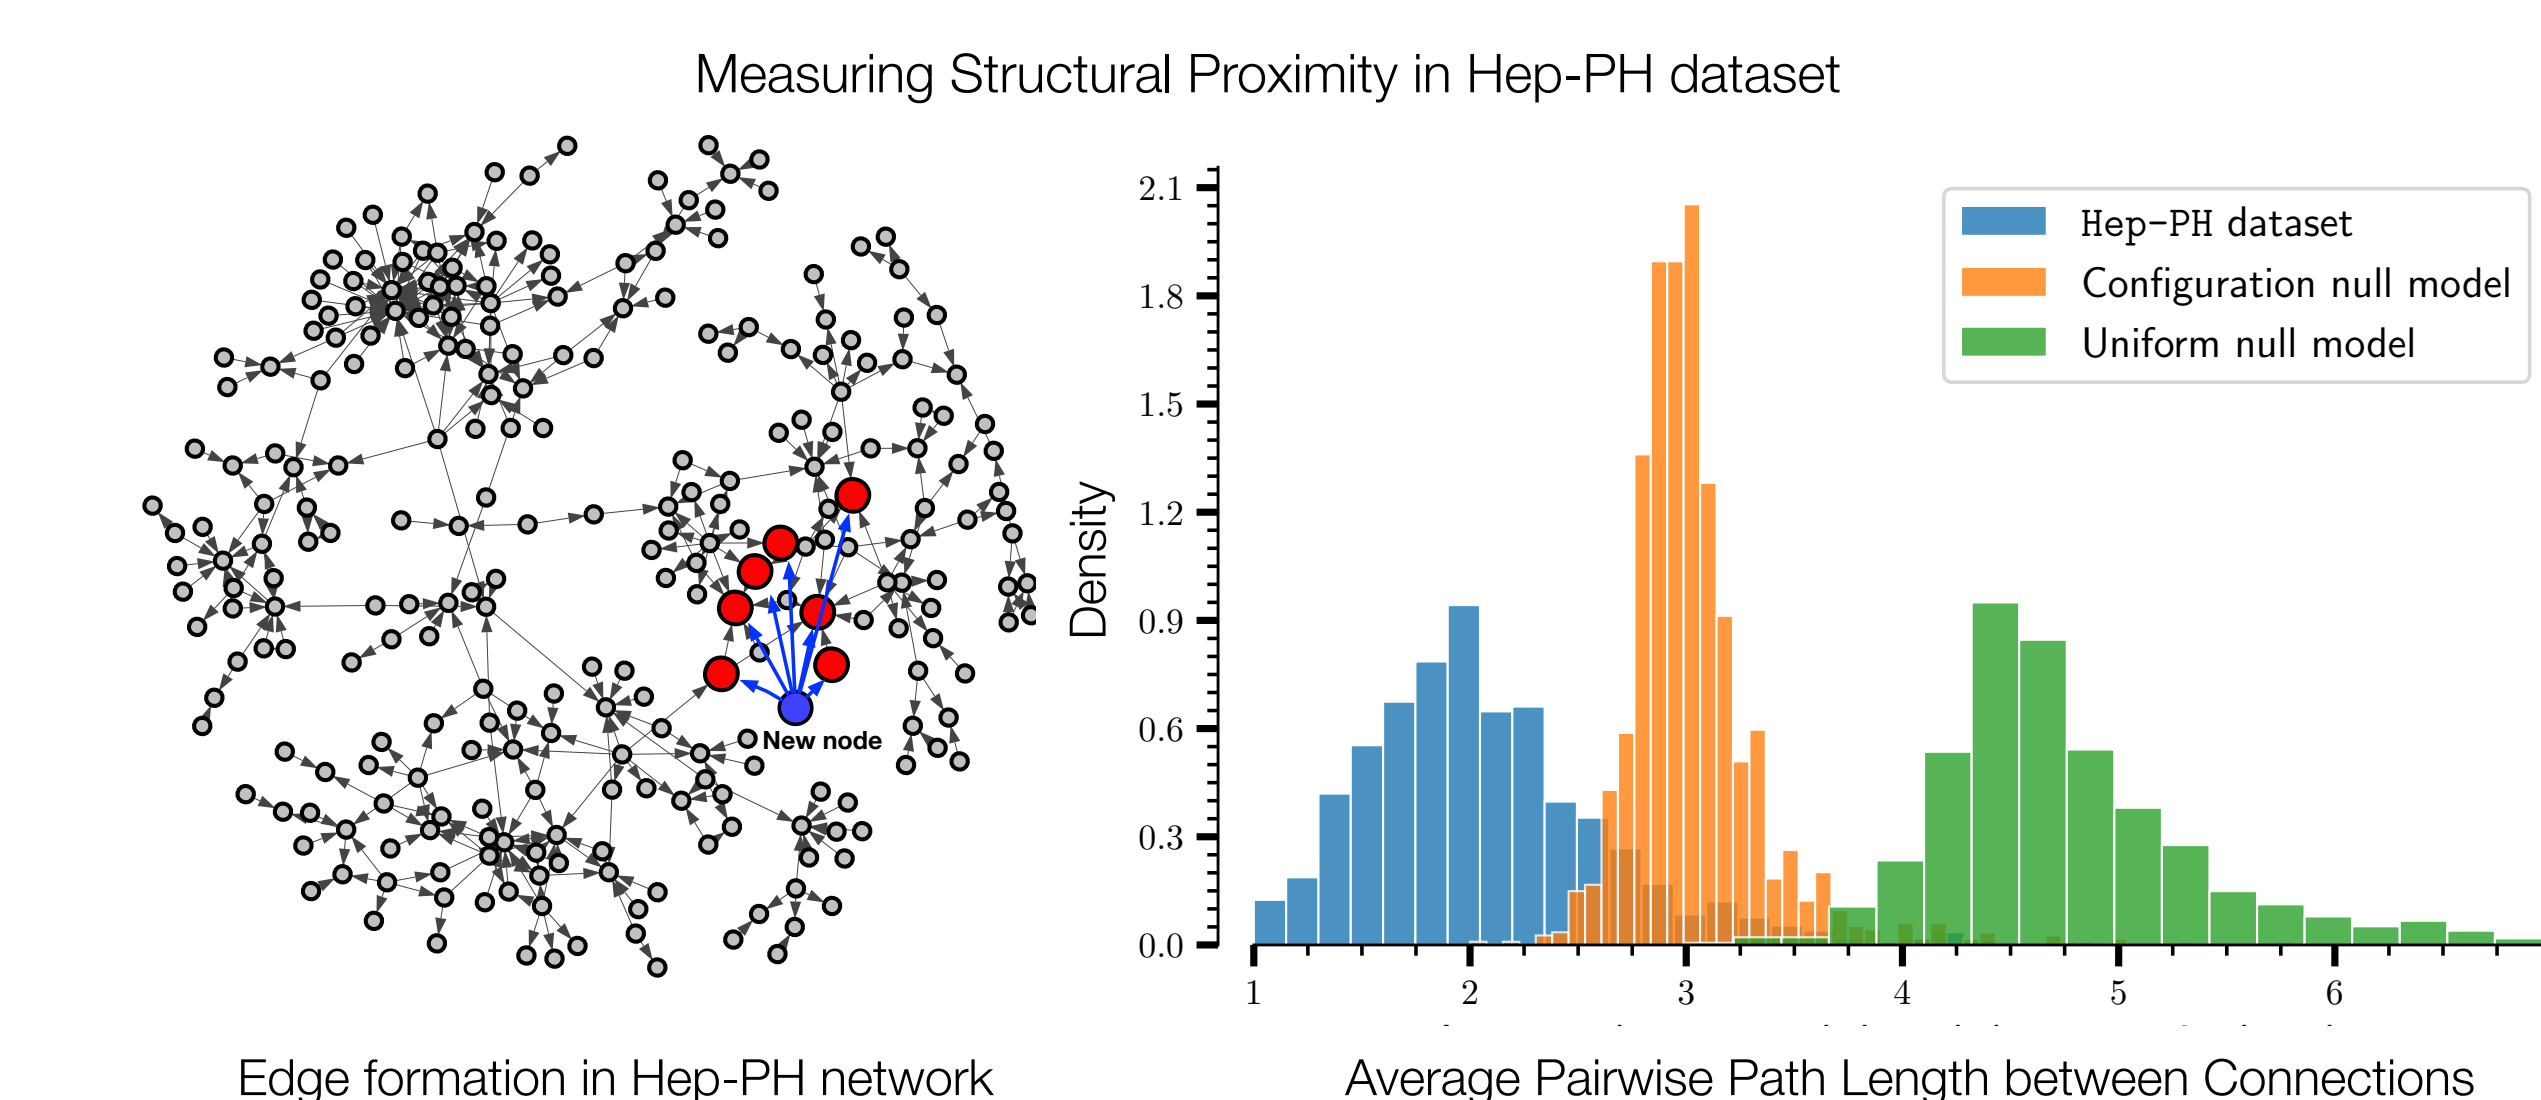 Measuring Structural Proximity in Hep-PH dataset
New node
Edge formation in Hep-PH network
Density
2.1
1.8
1.5
1.2
0.9
0.6
0.3
0.0
1 2 3 4 5 6
Hep-PH dataset
Configuration null model
Uniform null model
Average Pairwise Path Length between Connections